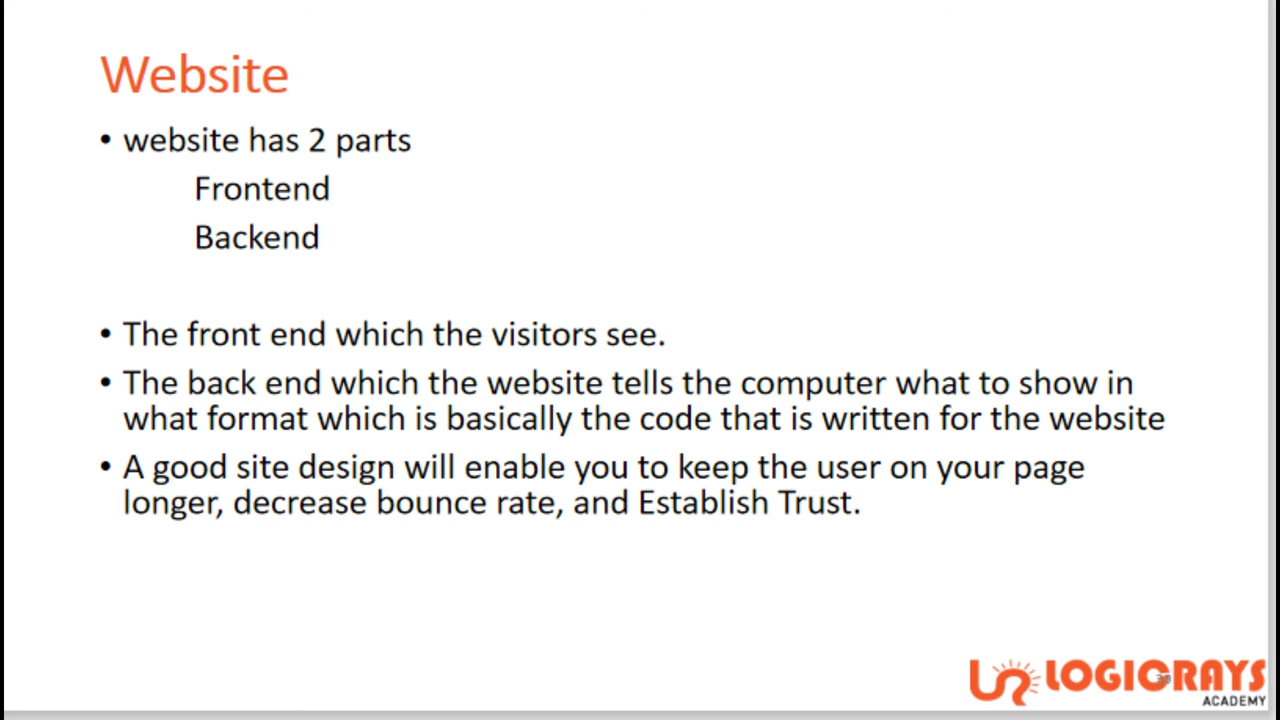 Website
• website has 2 parts
Frontend
Backend
• The front end which the visitors see.
• The back end which the website tells the computer what to show in
what format which is basically the code that is written for the website
• A good site design will enable you to keep the user on your page
longer, decrease bounce rate, and Establish Trust.
LOGICRAYS
ACADEMY